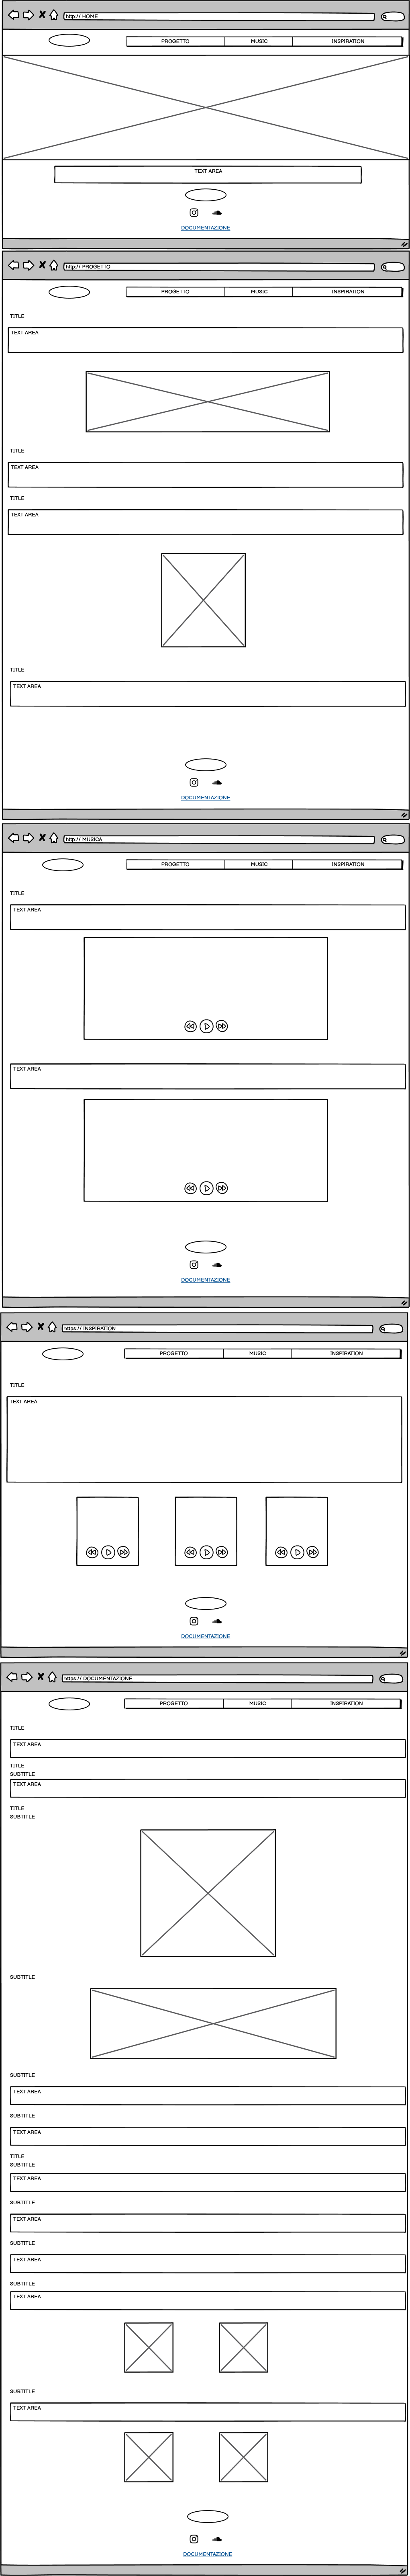 http:// HOME
PROGETTO MUSIC INSPIRATION
TEXT AREA
DOCUMENTAZIONE
http:// PROGETTO
PROGETTO MUSIC INSPIRATION
TITLE
TEXT AREA
TITLE
TEXT AREA
TITLE
TEXT AREA
TITLE
TEXT AREA
DOCUMENTAZIONE
http:// MUSICA
PROGETTO MUSIC INSPIRATION
TITLE
TEXT AREA
TEXT AREA
DOCUMENTAZIONE
https:// INSPIRATION
PROGETTO MUSIC INSPIRATION
TITLE
TEXT AREA
DOCUMENTAZIONE
https:// DOCUMENTAZIONE
PROGETTO MUSIC INSPIRATION
TITLE
TEXT AREA
TITLE
SUBTITLE
TEXT AREA
TITLE
SUBTITLE
SUBTITLE
SUBTITLE
TEXT AREA
SUBTITLE
TEXT AREA
TITLE
SUBTITLE
TEXT AREA
SUBTITLE
TEXT AREA
SUBTITLE
TEXT AREA
SUBTITLE
TEXT AREA
SUBTITLE
TEXT AREA
DOCUMENTAZIONE